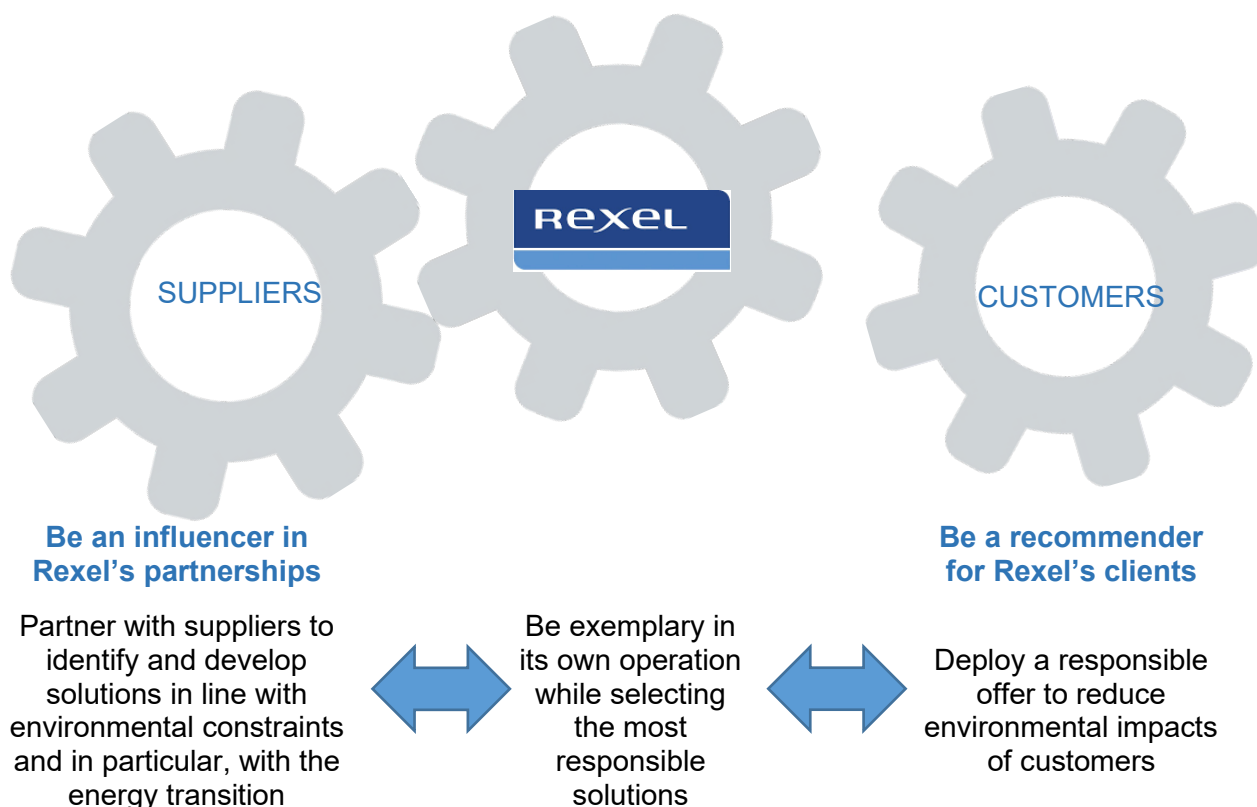 REXEL
SUPPLIERS
CUSTOMERS
Be an influencer in
Rexel's partnerships
Partner with suppliers to
identify and develop
solutions in line with
environmental constraints
and in particular, with the
energy transition
Be exemplary in
its own operation
while selecting
the most
responsible
solutions
Be a recommender
for Rexel's clients
Deploy a responsible
offer to reduce
environmental impacts
of customers